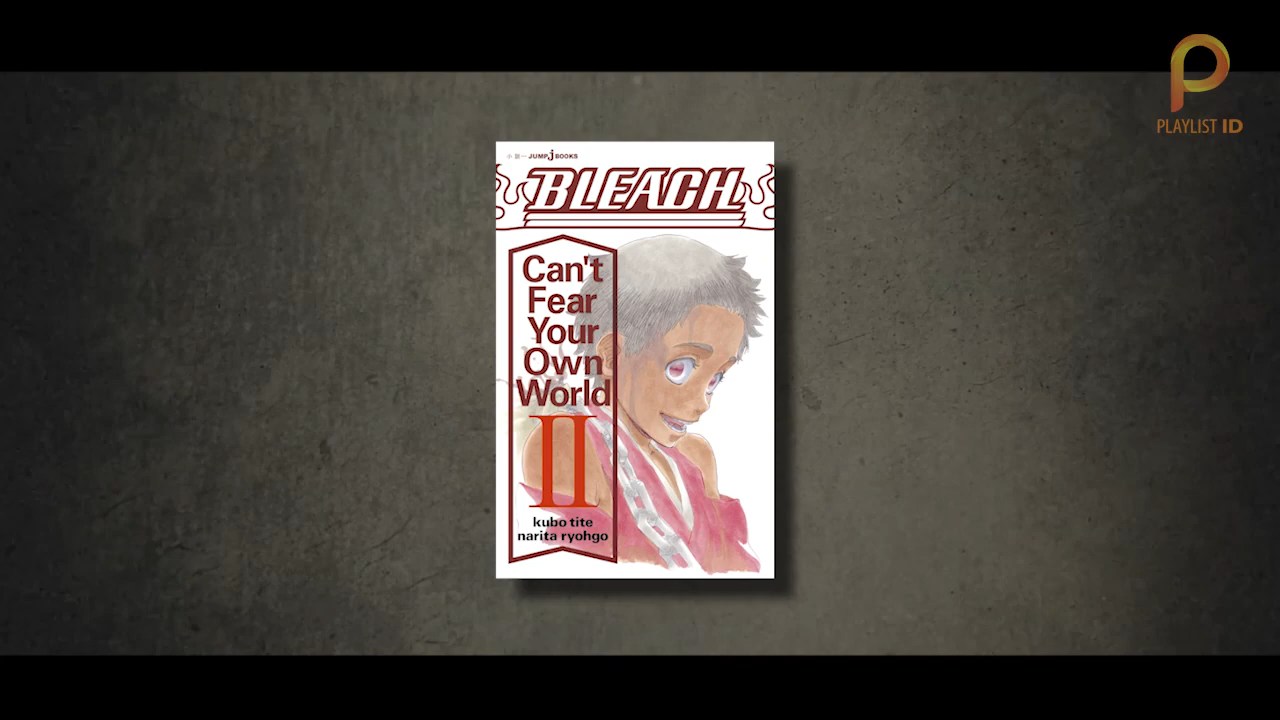 PLAYLIST ID
JUMP j BOOKS
BLEACH
Can't
Fear
Your
Own
World
II
kubo tite
narita ryohgo